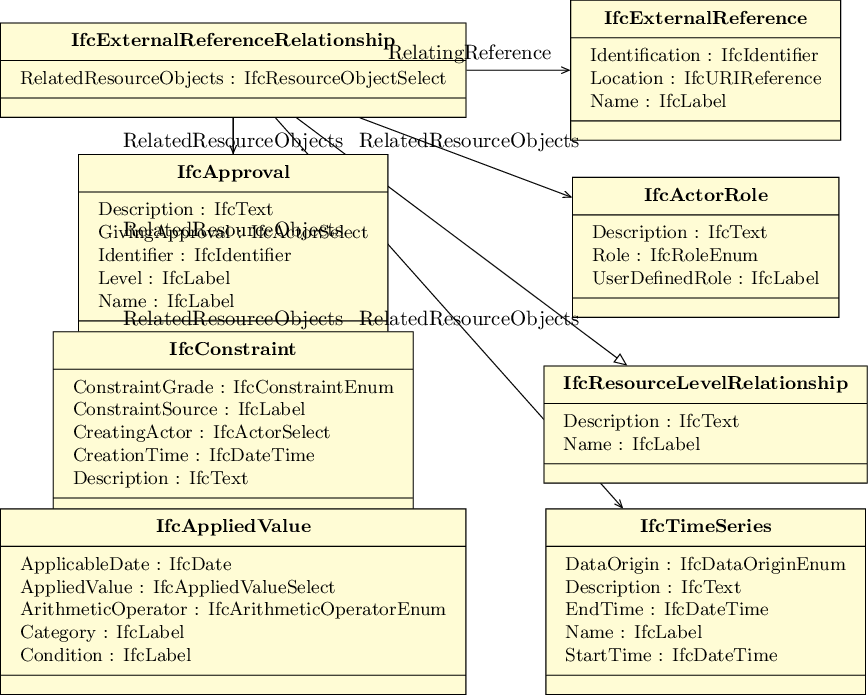 IfcExternalReferenceRelationship
RelatedResourceObjects : IfcResourceObjectSelect
RelatingReference
IfcExternalReference
Identification : IfcIdentifier
Location : IfcURIReference
Name : IfcLabel
RelatedResourceObjects
RelatedResourceObjects
IfcApproval
Description : IfcText
GivingApproval : IfcActorSelect
RelatedResourceObjects
Identifier : IfcIdentifier
Level : IfcLabel
Name : IfcLabel
IfcActorRole
Description : IfcText
Role : IfcRoleEnum
UserDefinedRole : IfcLabel
RelatedResourceObjects
RelatedResourceObjects
IfcConstraint
ConstraintGrade : IfcConstraintEnum
ConstraintSource : IfcLabel
CreatingActor : IfcActorSelect
CreationTime : IfcDateTime
Description : IfcText
IfcResourceLevelRelationship
Description : IfcText
Name : IfcLabel
IfcAppliedValue
ApplicableDate : IfcDate
AppliedValue : IfcAppliedValueSelect
ArithmeticOperator : IfcArithmeticOperatorEnum
Category : IfcLabel
Condition : IfcLabel
IfcTimeSeries
DataOrigin : IfcDataOriginEnum
Description : IfcText
EndTime : IfcDateTime
Name : IfcLabel
StartTime : IfcDateTime